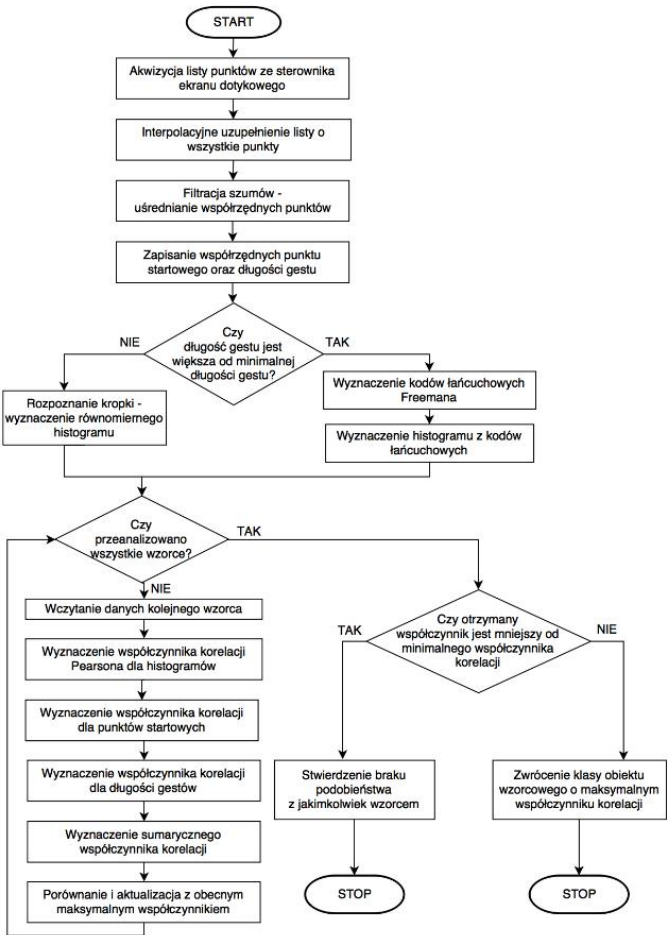 START
Akwizycja listy punktów ze sterownika
ekranu dotykowego
Interpolacyjne uzupełnienie listy o
wszystkie punkty
Filtracja szumów -
uśrednianie współrzędnych punktów
Zapisanie współrzędnych punktu
startowego oraz długości gestu
Czy
długość gestu jest
większa od minimalnej
długości gestu?
NIE
TAK
Rozpoznanie kropki -
wyznaczenie równomiernego
histogramu
Wyznaczenie kodów łańcuchowych
Freemana
Wyznaczenie histogramu z kodów
łańcuchowych
Czy
przeanalizowano
wszystkie wzorce?
TAK
NIE
Wczytanie danych kolejnego wzorca
Wyznaczenie współczynnika korelacji
Pearsona dla histogramów
Wyznaczenie współczynnika korelacji
dla punktów startowych
Wyznaczenie współczynnika korelacji
dla długości gestów
Wyznaczenie sumarycznego
współczynnika korelacji
Porównanie i aktualizacja z obecnym
maksymalnym współczynnikiem
Czy otrzymany
współczynnik jest mniejszy od
minimalnego współczynnika
korelacji
TAK
NIE
Stwierdzenie braku
podobieństwa
z jakimkolwiek wzorcem
Zwrócenie klasy obiektu
wzorcowego o maksymalnym
współczynniku korelacji
STOP
STOP